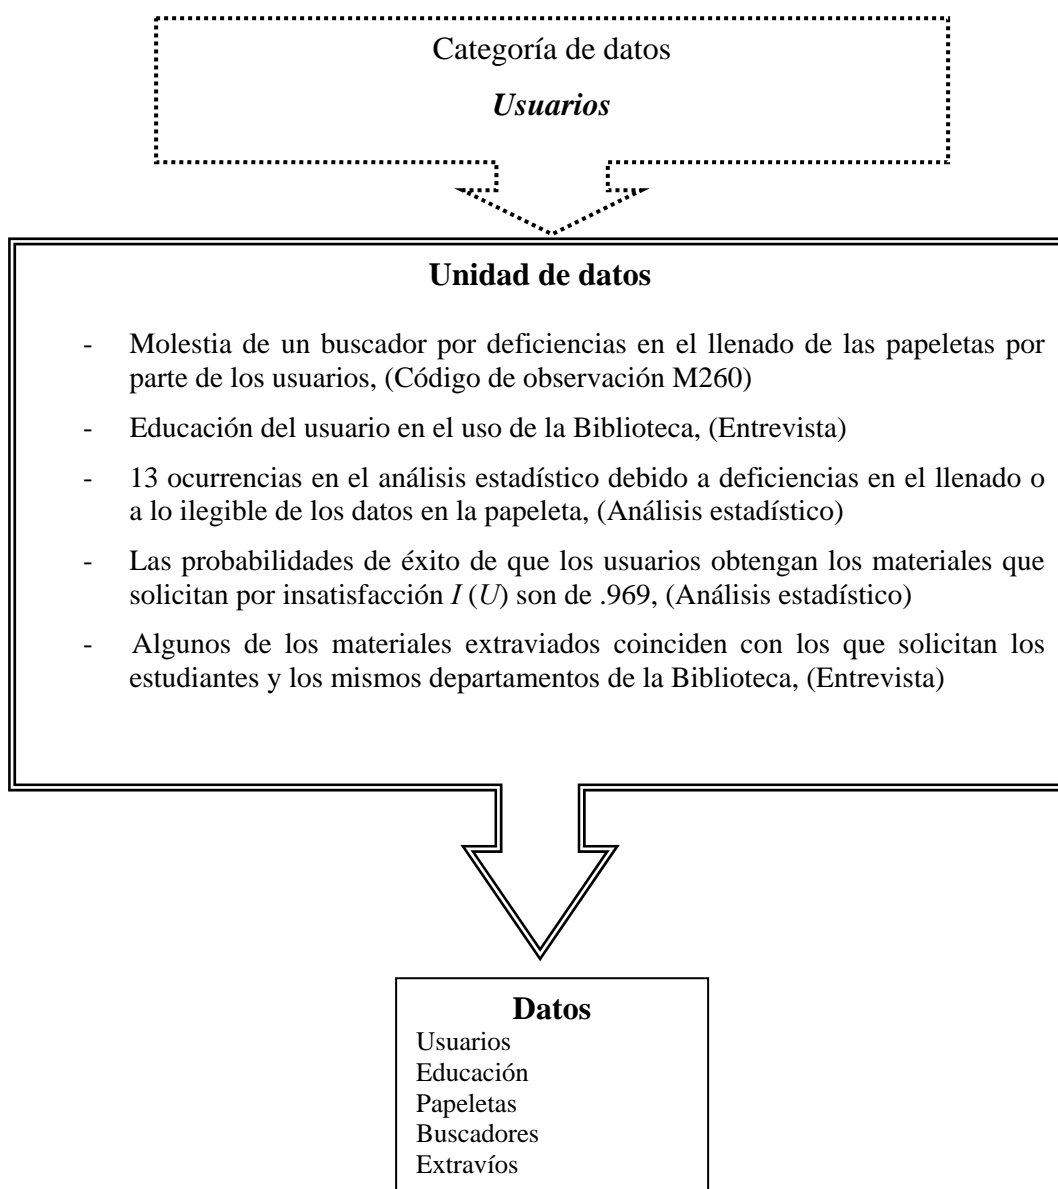 Categoría de datos
Usuarios
Unidad de datos
- Molestia de un buscador por deficiencias en el llenado de las papeletas por
parte de los usuarios, (Código de observación M260)
- Educación del usuario en el uso de la Biblioteca, (Entrevista)
- 13 ocurrencias en el análisis estadístico debido a deficiencias en el llenado o
a lo ilegible de los datos en la papeleta, (Análisis estadístico)
- Las probabilidades de éxito de que los usuarios obtengan los materiales que
solicitan por insatisfacción I (U) son de .969, (Análisis estadístico)
- Algunos de los materiales extraviados coinciden con los que solicitan los
estudiantes y los mismos departamentos de la Biblioteca, (Entrevista)
Datos
Usuarios
Educación
Papeletas
Buscadores
Extravíos